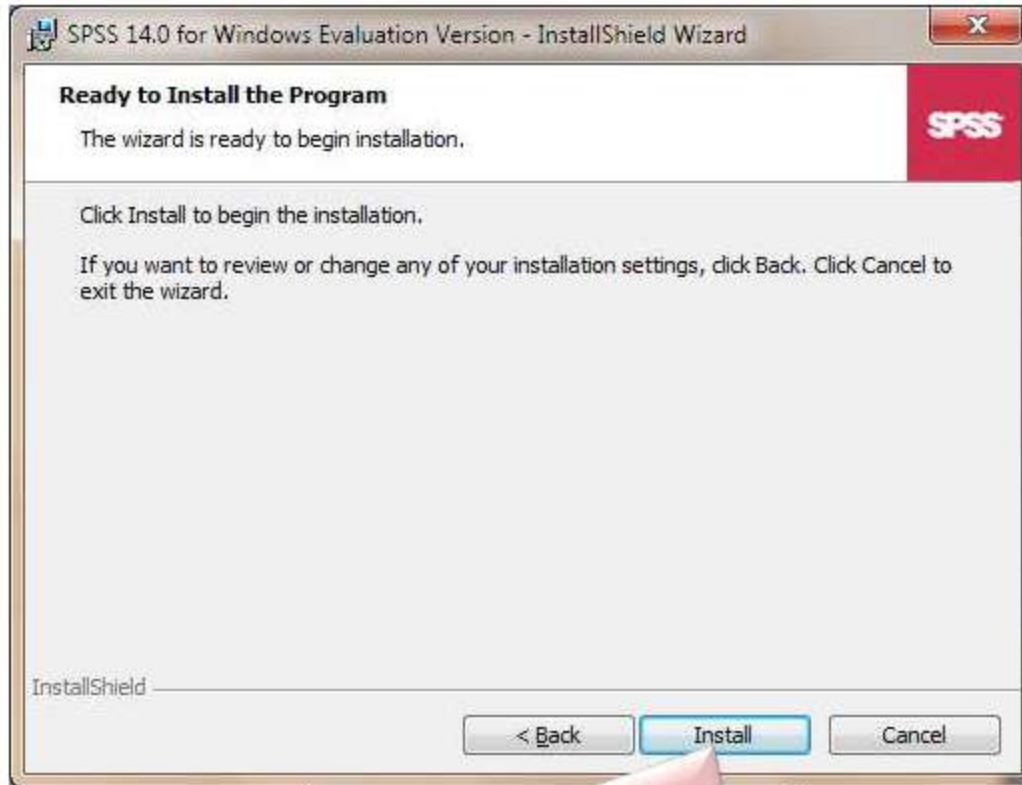 SPSS 14.0 for Windows Evaluation Version - InstallShield Wizard
Ready to Install the Program
The wizard is ready to begin installation.
SPSS
Click Install to begin the installation.
If you want to review or change any of your installation settings, click Back. Click Cancel to
exit the wizard.
InstallShield
< Back
Install
Cancel